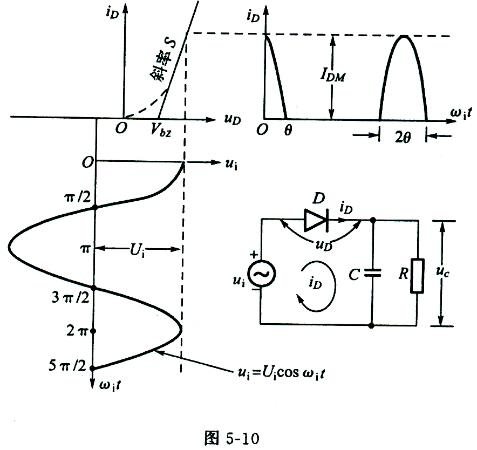 i_D
斜率 S
O
V_bz
u_D
i_D
I_DM
O
θ
ω_i t
2θ
O
u_i
π/2
π
U_i
3π/2
2π
5π/2
ω_i t
u_i=U_i cos ω_i t
D
i_D
u_D
+
u_i
−
i_D
C
R
u_c
图 5-10